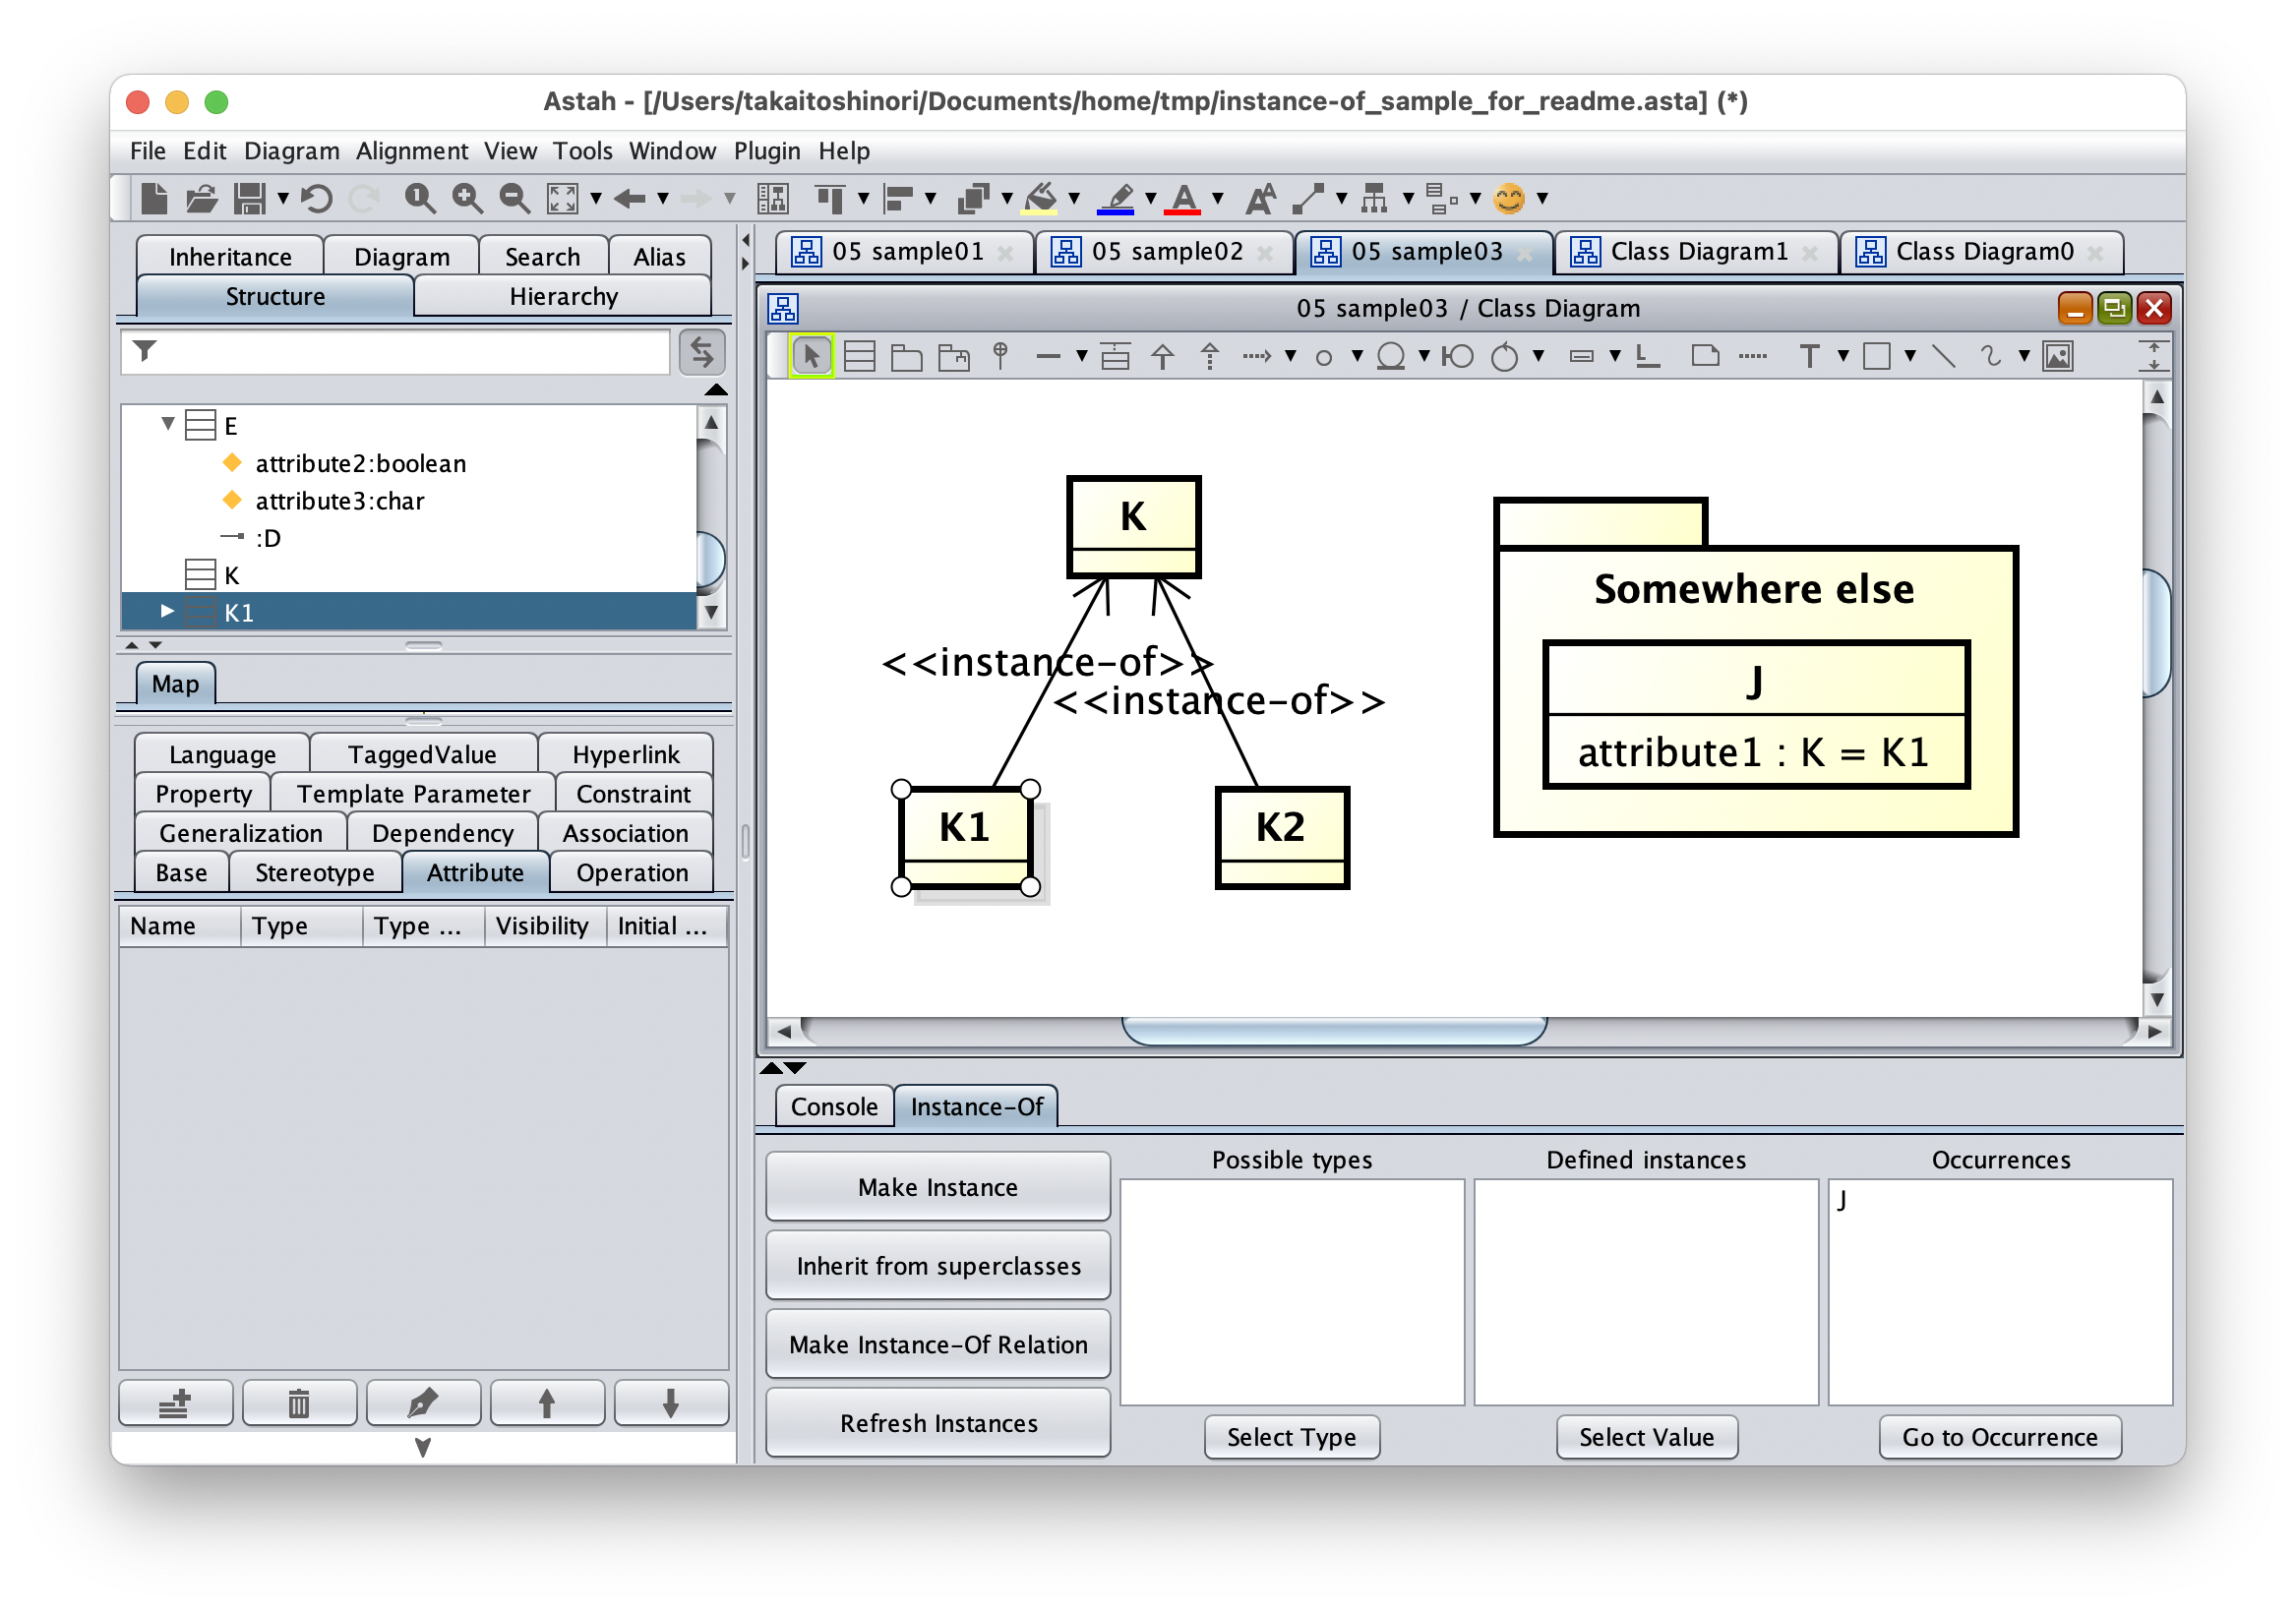 Astah - [/Users/takaitoshinori/Documents/home/tmp/instance-of_sample_for_readme.asta] (*)
File Edit Diagram Alignment View Tools Window Plugin Help
Inheritance Diagram Search Alias
Structure Hierarchy
E
attribute2:boolean
attribute3:char
:D
K
K1
Map
Language TaggedValue Hyperlink
Property Template Parameter Constraint
Generalization Dependency Association
Base Stereotype Attribute Operation
Name Type Type ... Visibility Initial ...
05 sample01 05 sample02 05 sample03 Class Diagram1 Class Diagram0
05 sample03 / Class Diagram
K
<<instance-of>>
<<instance-of>>
K1
K2
Somewhere else
J
attribute1 : K = K1
Console Instance-Of
Make Instance
Inherit from superclasses
Make Instance-Of Relation
Refresh Instances
Possible types
Select Type
Defined instances
Select Value
Occurrences
J
Go to Occurrence